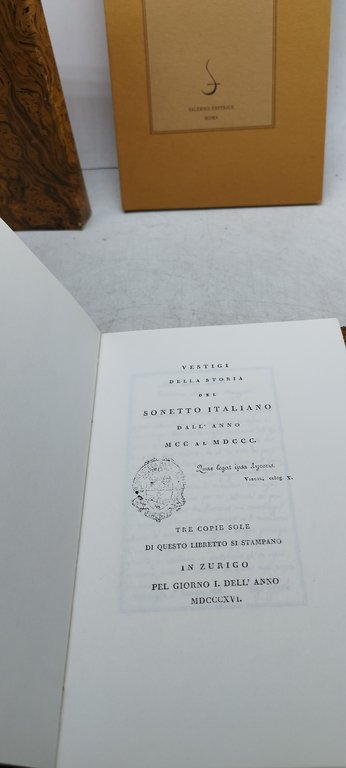 SALERNO EDITRICE
ROMA
VESTIGI
DELLA STORIA
DEL
SONETTO ITALIANO
DALL' ANNO
MCC AL MDCCC.
Quae legat ipsa Lycoris.
VIRGIL, eclog. X.
TRE COPIE SOLE
DI QUESTO LIBRETTO SI STAMPANO
IN ZURIGO
PEL GIORNO I. DELL' ANNO
MDCCCXVI.